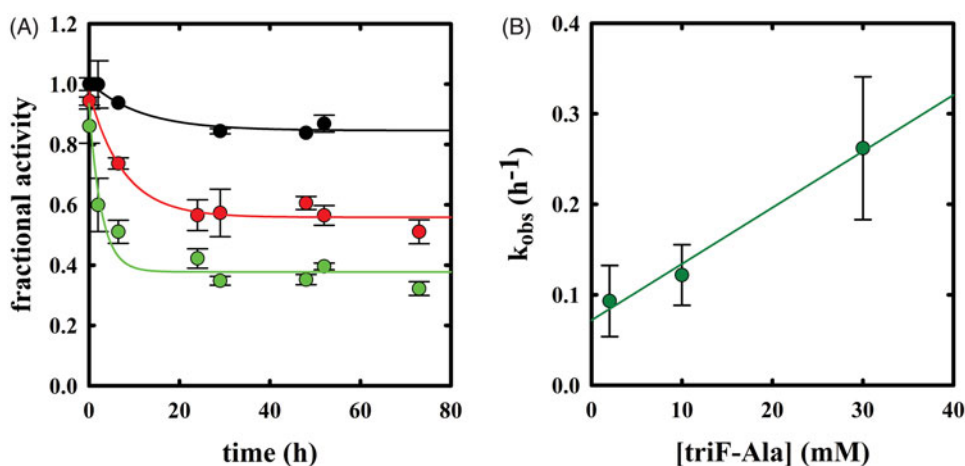 (A)
fractional activity
1.2
1.0
0.8
0.6
0.4
0.2
0.0
0 20 40 60 80
time (h)
(B)
k_obs (h⁻¹)
0.4
0.3
0.2
0.1
0.0
0 10 20 30 40
[triF-Ala] (mM)